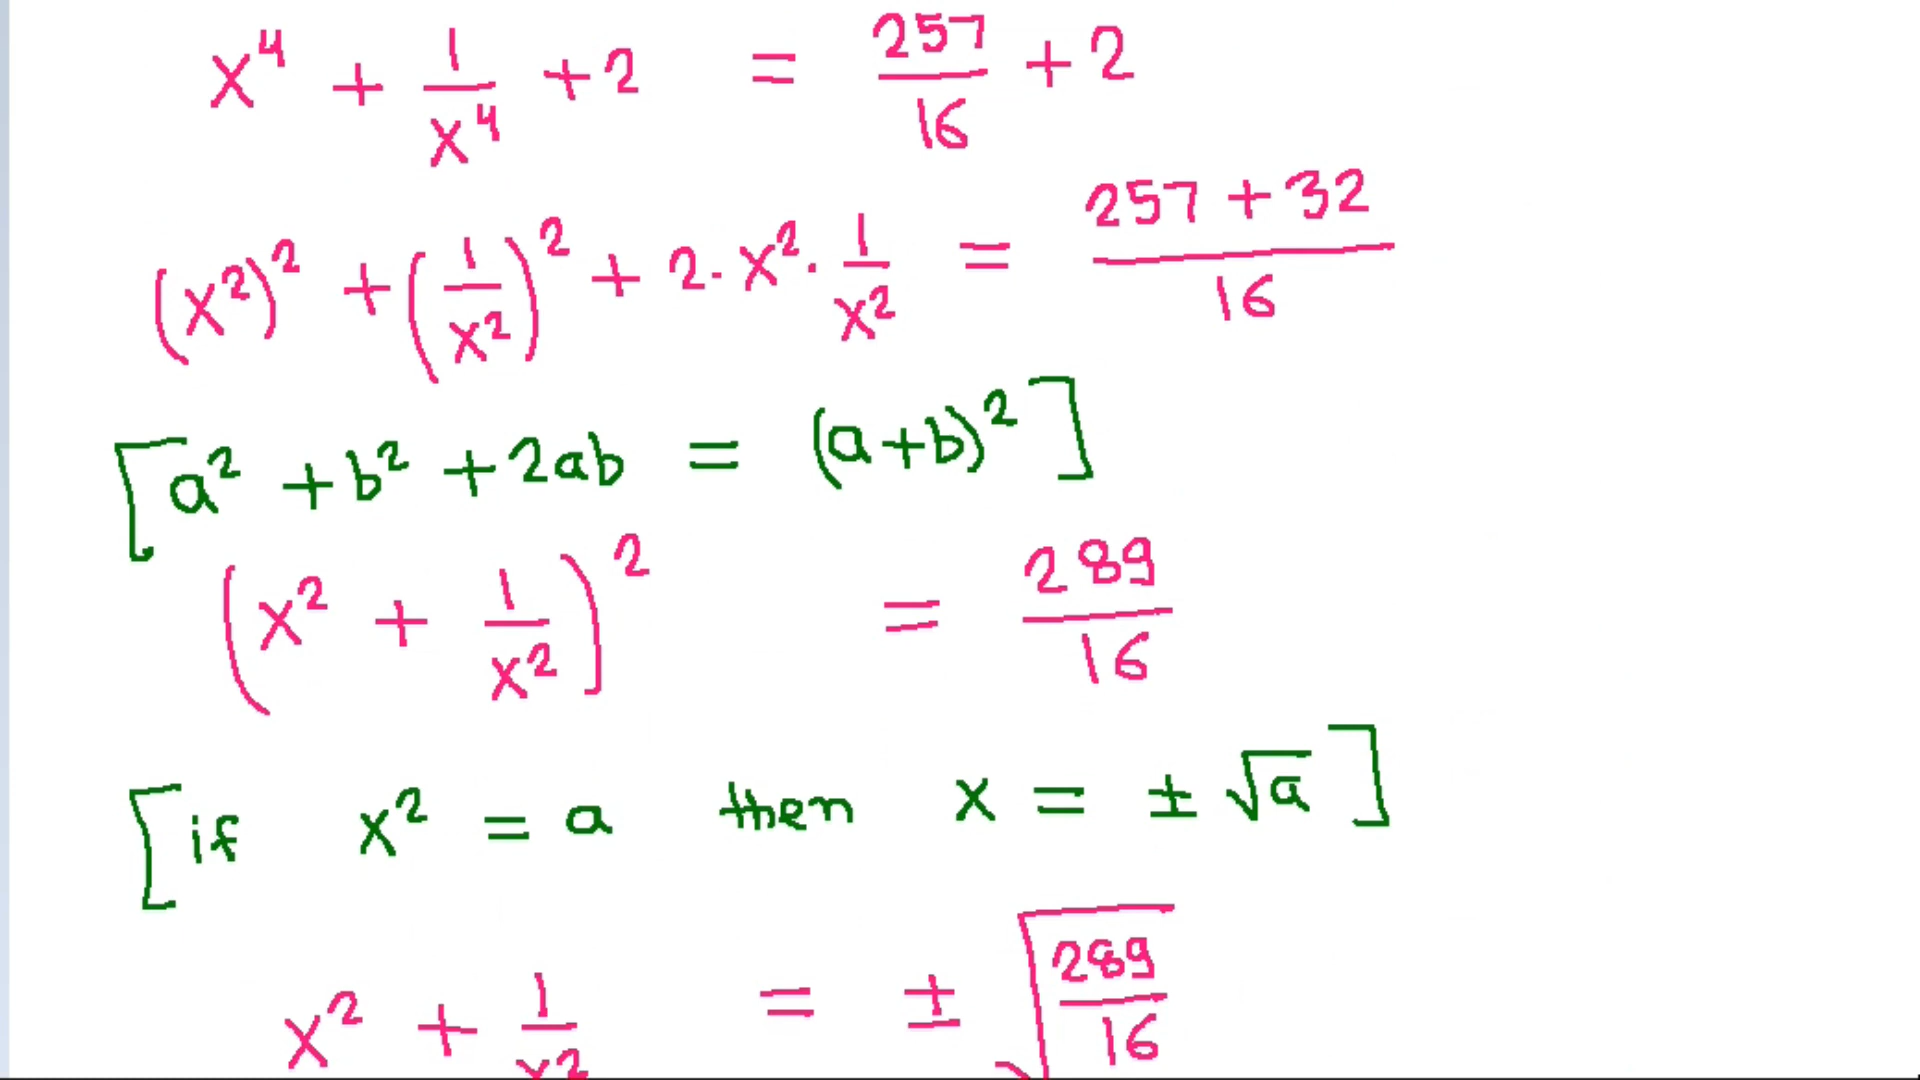 x⁴ + 1/x⁴ + 2 = 257/16 + 2
(x²)² + (1/x²)² + 2·x²·1/x² = (257 + 32)/16
[a² + b² + 2ab = (a+b)²]
(x² + 1/x²)² = 289/16
[if x² = a then x = ± √a]
x² + 1/x² = ± √(289/16)